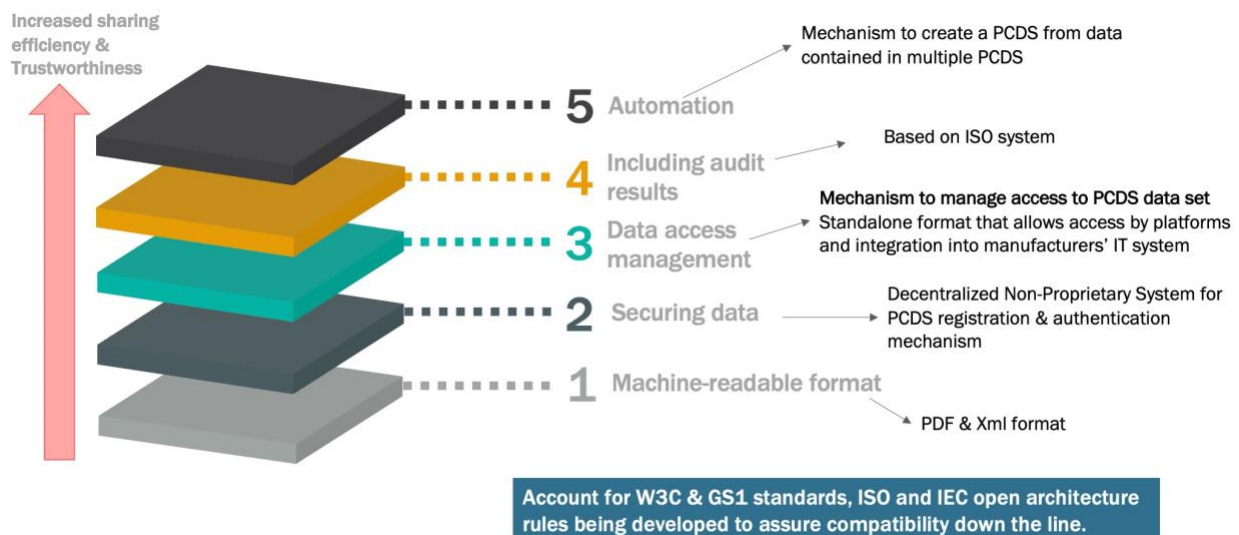 Increased sharing
efficiency &
Trustworthiness
Mechanism to create a PCDS from data
contained in multiple PCDS
5 Automation
Based on ISO system
4 Including audit
results
Mechanism to manage access to PCDS data set
Standalone format that allows access by platforms
and integration into manufacturers' IT system
3 Data access
management
Decentralized Non-Proprietary System for
PCDS registration & authentication
mechanism
2 Securing data
1 Machine-readable format
PDF & Xml format
Account for W3C & GS1 standards, ISO and IEC open architecture
rules being developed to assure compatibility down the line.